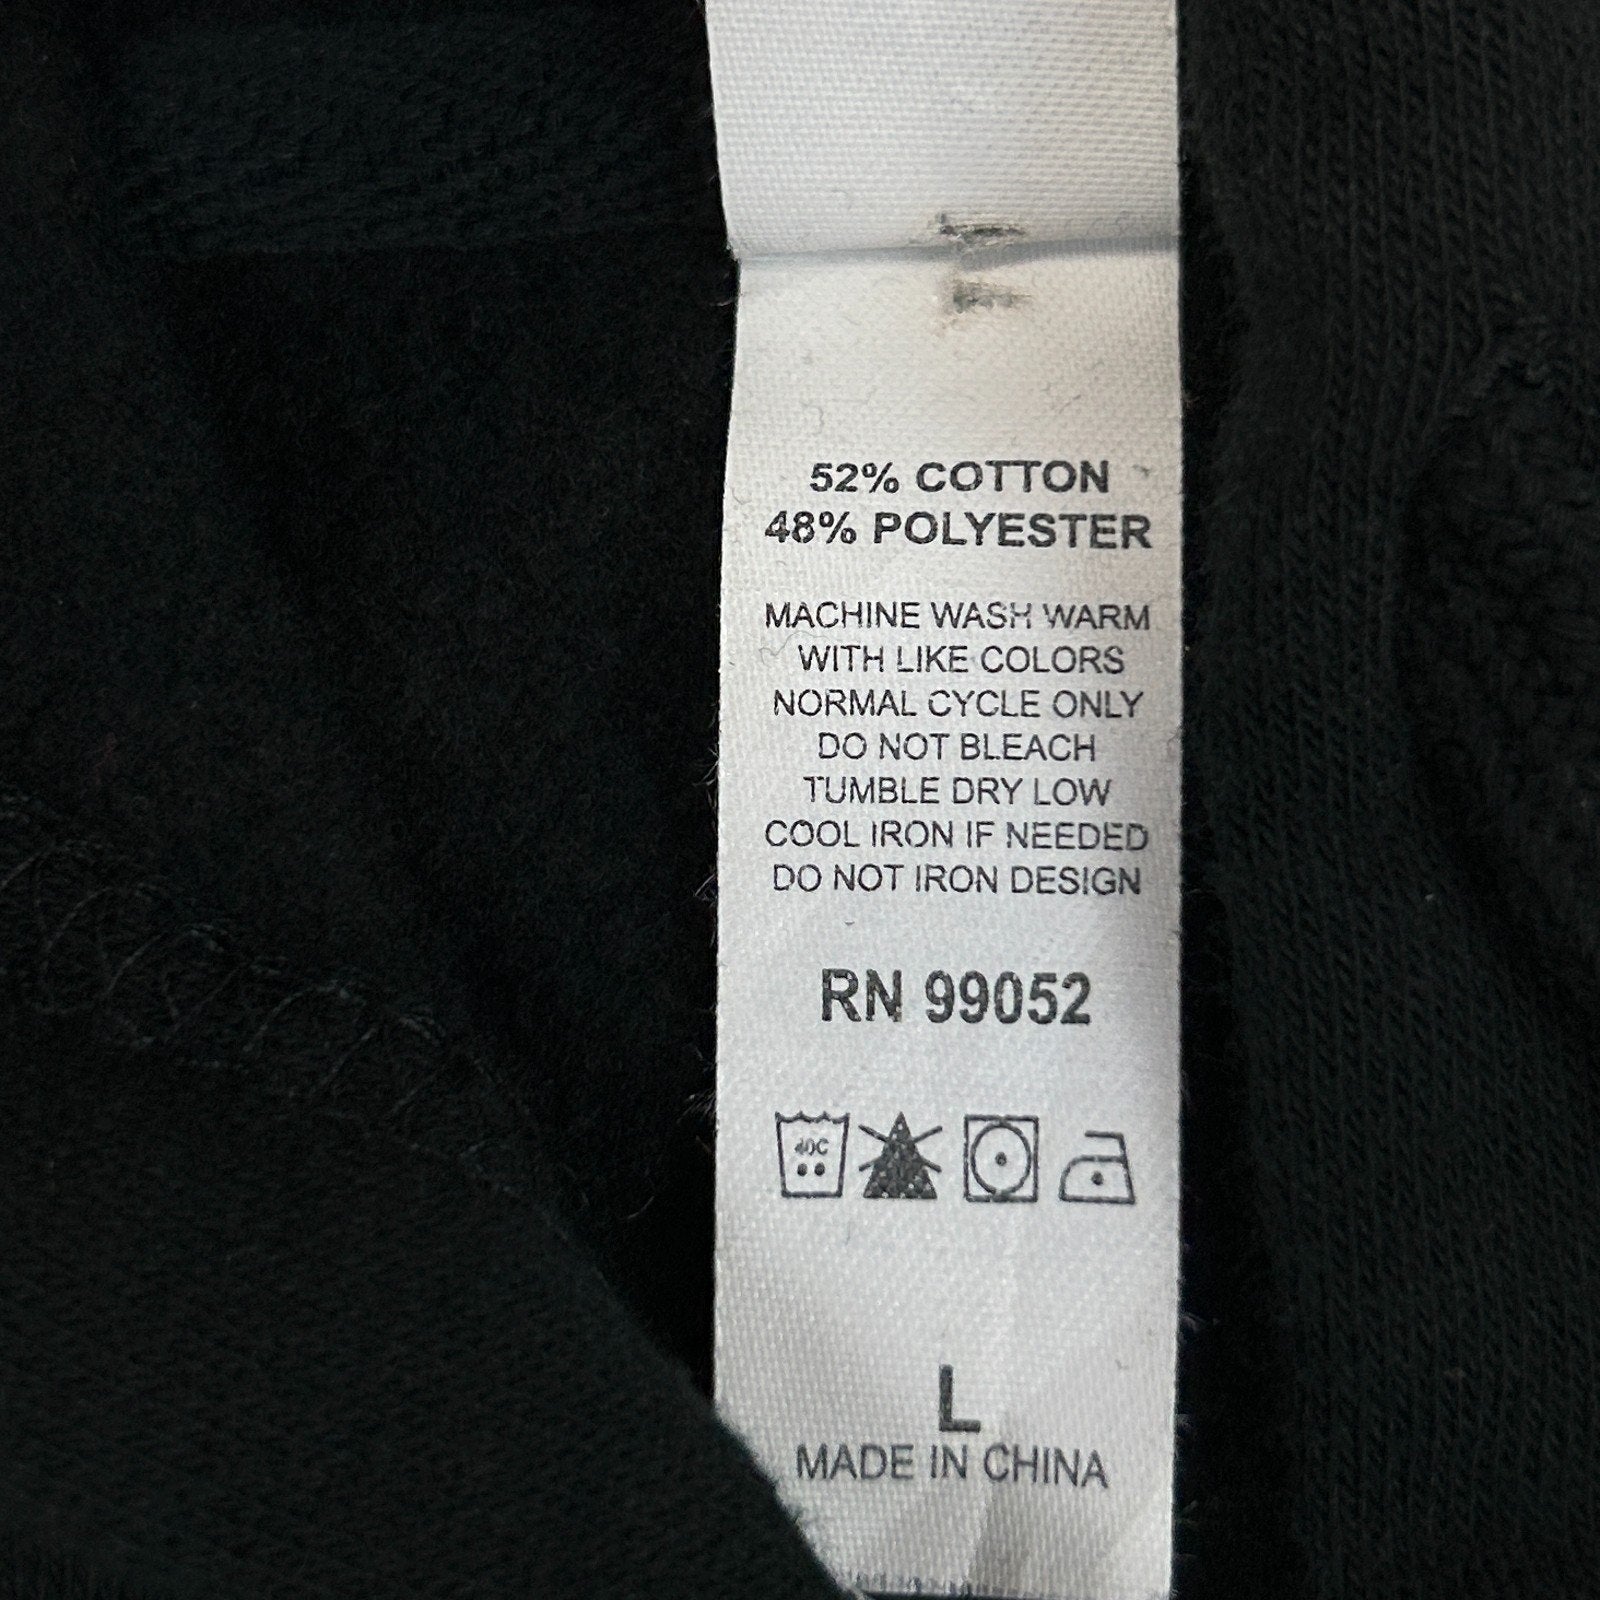 52% COTTON
48% POLYESTER
MACHINE WASH WARM
WITH LIKE COLORS
NORMAL CYCLE ONLY
DO NOT BLEACH
TUMBLE DRY LOW
COOL IRON IF NEEDED
DO NOT IRON DESIGN
RN 99052
40C
L
MADE IN CHINA